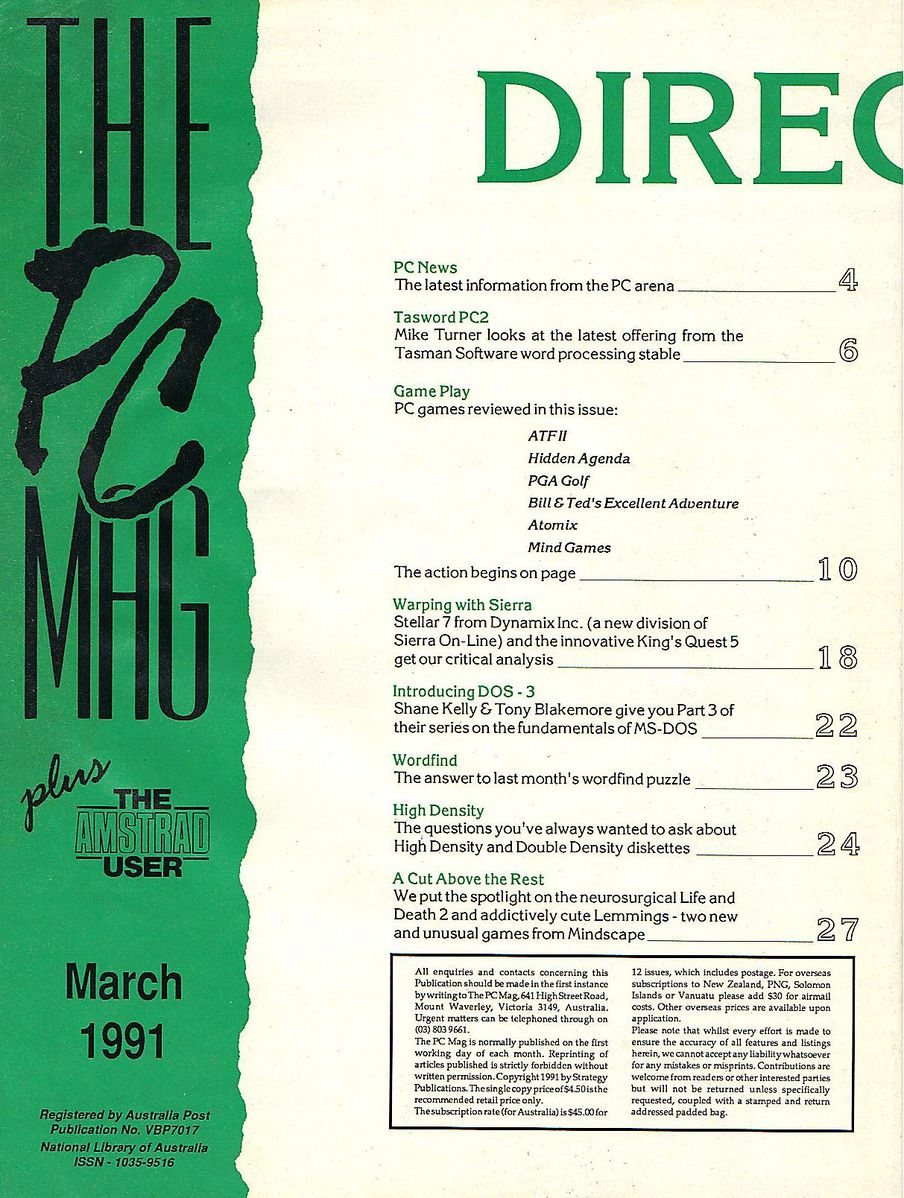 THE
PC
MAG
plus
THE
AMSTRAD
USER
March
1991
Registered by Australia Post
Publication No. VBP7017
National Library of Australia
ISSN - 1035-9516
DIREC
PC News
The latest information from the PC arena 4
Tasword PC2
Mike Turner looks at the latest offering from the
Tasman Software word processing stable 6
Game Play
PC games reviewed in this issue:
ATF II
Hidden Agenda
PGA Golf
Bill & Ted's Excellent Adventure
Atomix
Mind Games
The action begins on page 10
Warping with Sierra
Stellar 7 from Dynamix Inc. (a new division of
Sierra On-Line) and the innovative King's Quest 5
get our critical analysis 18
Introducing DOS - 3
Shane Kelly & Tony Blakemore give you Part 3 of
their series on the fundamentals of MS-DOS 22
Wordfind
The answer to last month's wordfind puzzle 23
High Density
The questions you've always wanted to ask about
High Density and Double Density diskettes 24
A Cut Above the Rest
We put the spotlight on the neurosurgical Life and
Death 2 and addictively cute Lemmings - two new
and unusual games from Mindscape 27
All enquiries and contacts concerning this
Publication should be made in the first instance
by writing to The PC Mag, 641 High Street Road,
Mount Waverley, Victoria 3149, Australia.
Urgent matters can be telephoned through on
(03) 803 9661.
The PC Mag is normally published on the first
working day of each month. Reprinting of
articles published is strictly forbidden without
written permission. Copyright 1991 by Strategy
Publications. The single copy price of $4.50 is the
recommended retail price only.
The subscription rate (for Australia) is $45.00 for
12 issues, which includes postage. For overseas
subscriptions to New Zealand, PNG, Solomon
Islands or Vanuatu please add $30 for airmail
costs. Other overseas prices are available upon
application.
Please note that whilst every effort is made to
ensure the accuracy of all features and listings
herein, we cannot accept any liability whatsoever
for any mistakes or misprints. Contributions are
welcome from readers or other interested parties
but will not be returned unless specifically
requested, coupled with a stamped and return
addressed padded bag.